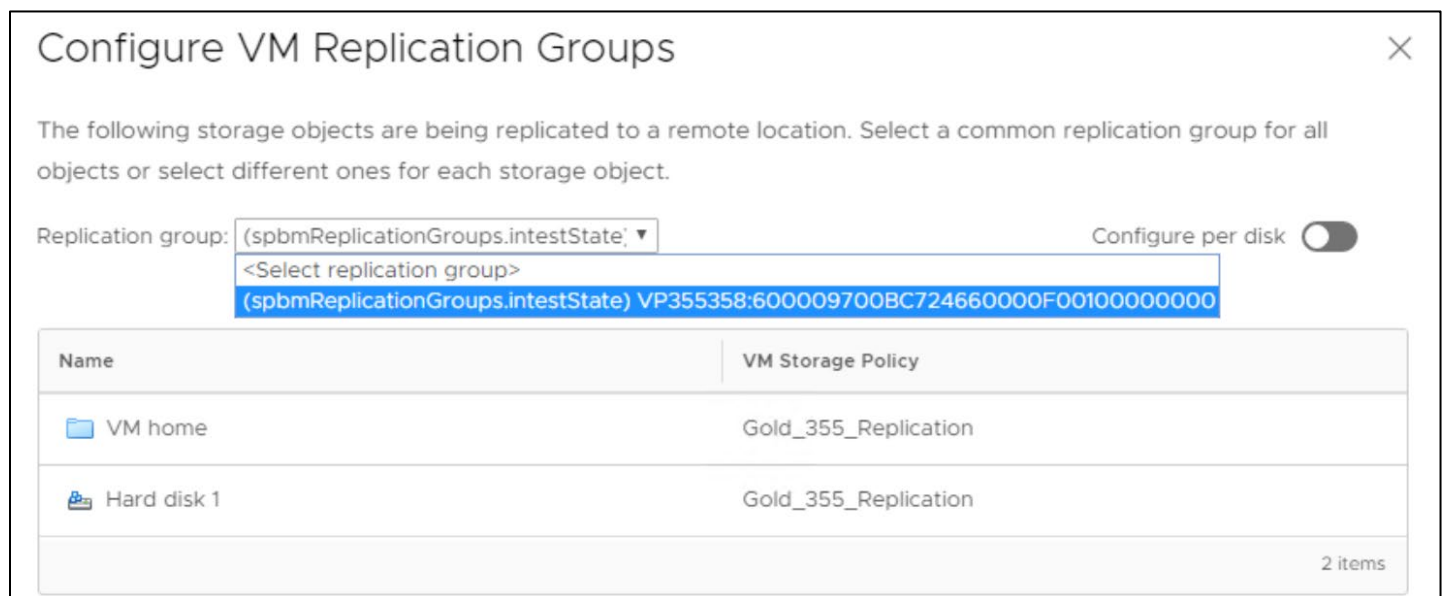 Configure VM Replication Groups
The following storage objects are being replicated to a remote location. Select a common replication group for all
objects or select different ones for each storage object.
Replication group: (spbmReplicationGroups.intestState) Configure per disk
<Select replication group>
(spbmReplicationGroups.intestState) VP355358:600009700BC724660000F00100000000
Name VM Storage Policy
VM home Gold_355_Replication
Hard disk 1 Gold_355_Replication
2 items